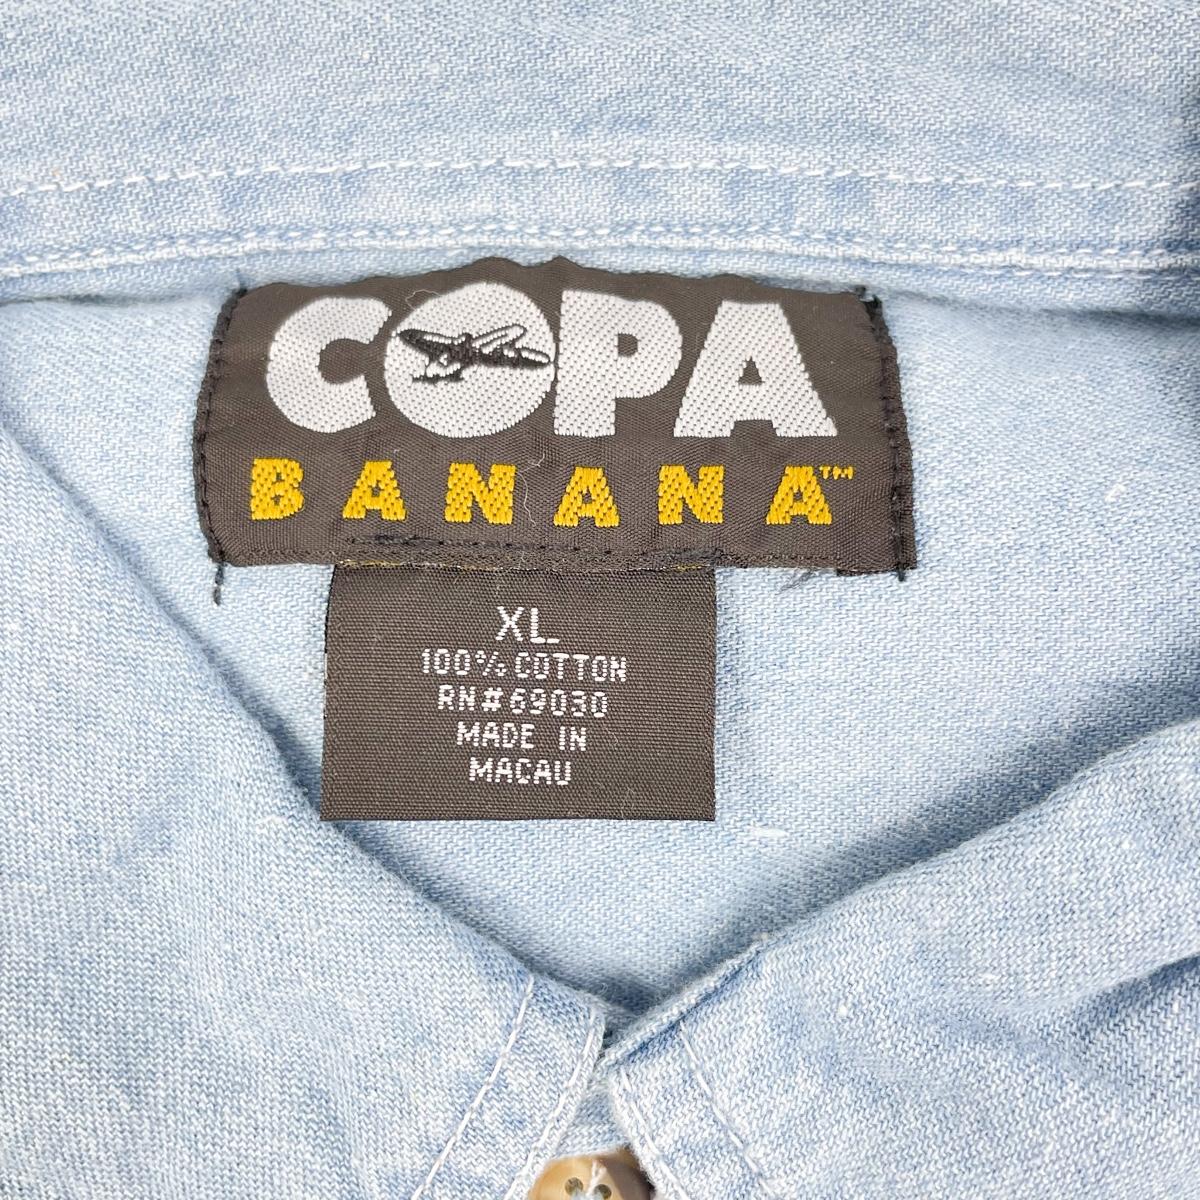 COPA
BANANA™
XL
100% COTTON
RN#69030
MADE IN
MACAU